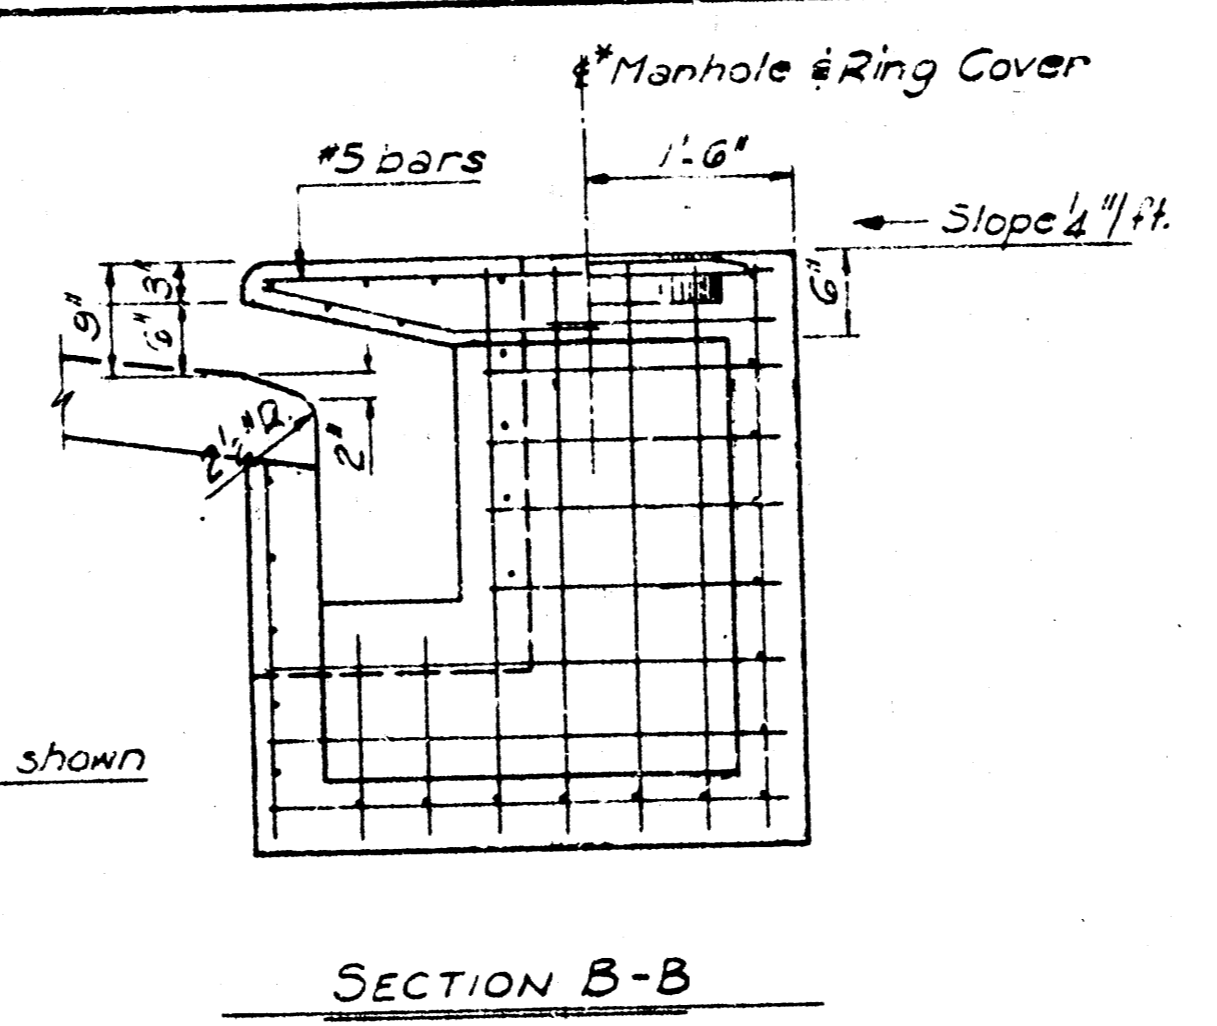 ℄ *Manhole & Ring Cover
#5 bars
1'-6"
Slope 1/4"/ft.
9"
3"
6"
6"
2 1/2" R.
2"
shown
SECTION B-B